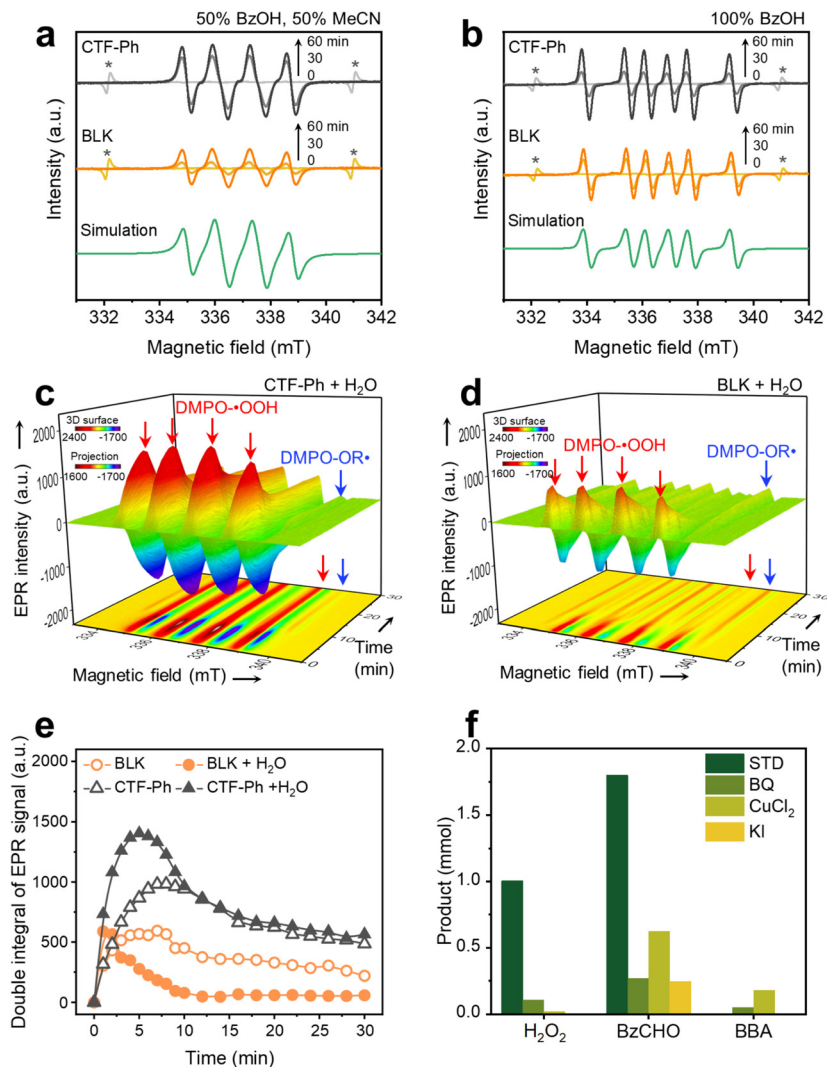 50% BzOH, 50% MeCN
a
CTF-Ph
60 min
30
0
*
*
BLK
60 min
30
0
*
*
Simulation
Intensity (a.u.)
332 334 336 338 340 342
Magnetic field (mT)
100% BzOH
b
CTF-Ph
60 min
30
0
*
*
BLK
60 min
30
0
*
*
Simulation
Intensity (a.u.)
332 334 336 338 340 342
Magnetic field (mT)
c
CTF-Ph + H₂O
3D surface
2400 -1700
Projection
1600 -1700
DMPO-•OOH
DMPO-OR•
EPR intensity (a.u.)
2000
1000
0
-1000
-2000
334 338 340
Magnetic field (mT)
0 10 20 30
Time
(min)
d
BLK + H₂O
3D surface
2400 -1700
Projection
1600 -1700
DMPO-•OOH
DMPO-OR•
EPR intensity (a.u.)
2000
1000
0
-1000
-2000
334 338 340
Magnetic field (mT)
0 10 20 30
Time
(min)
e
BLK
BLK + H₂O
CTF-Ph
CTF-Ph +H₂O
Double integral of EPR signal (a.u.)
2000
1500
1000
500
0
0 5 10 15 20 25 30
Time (min)
f
STD
BQ
CuCl₂
KI
Product (mmol)
2.0
1.5
1.0
0.5
0.0
H₂O₂ BzCHO BBA